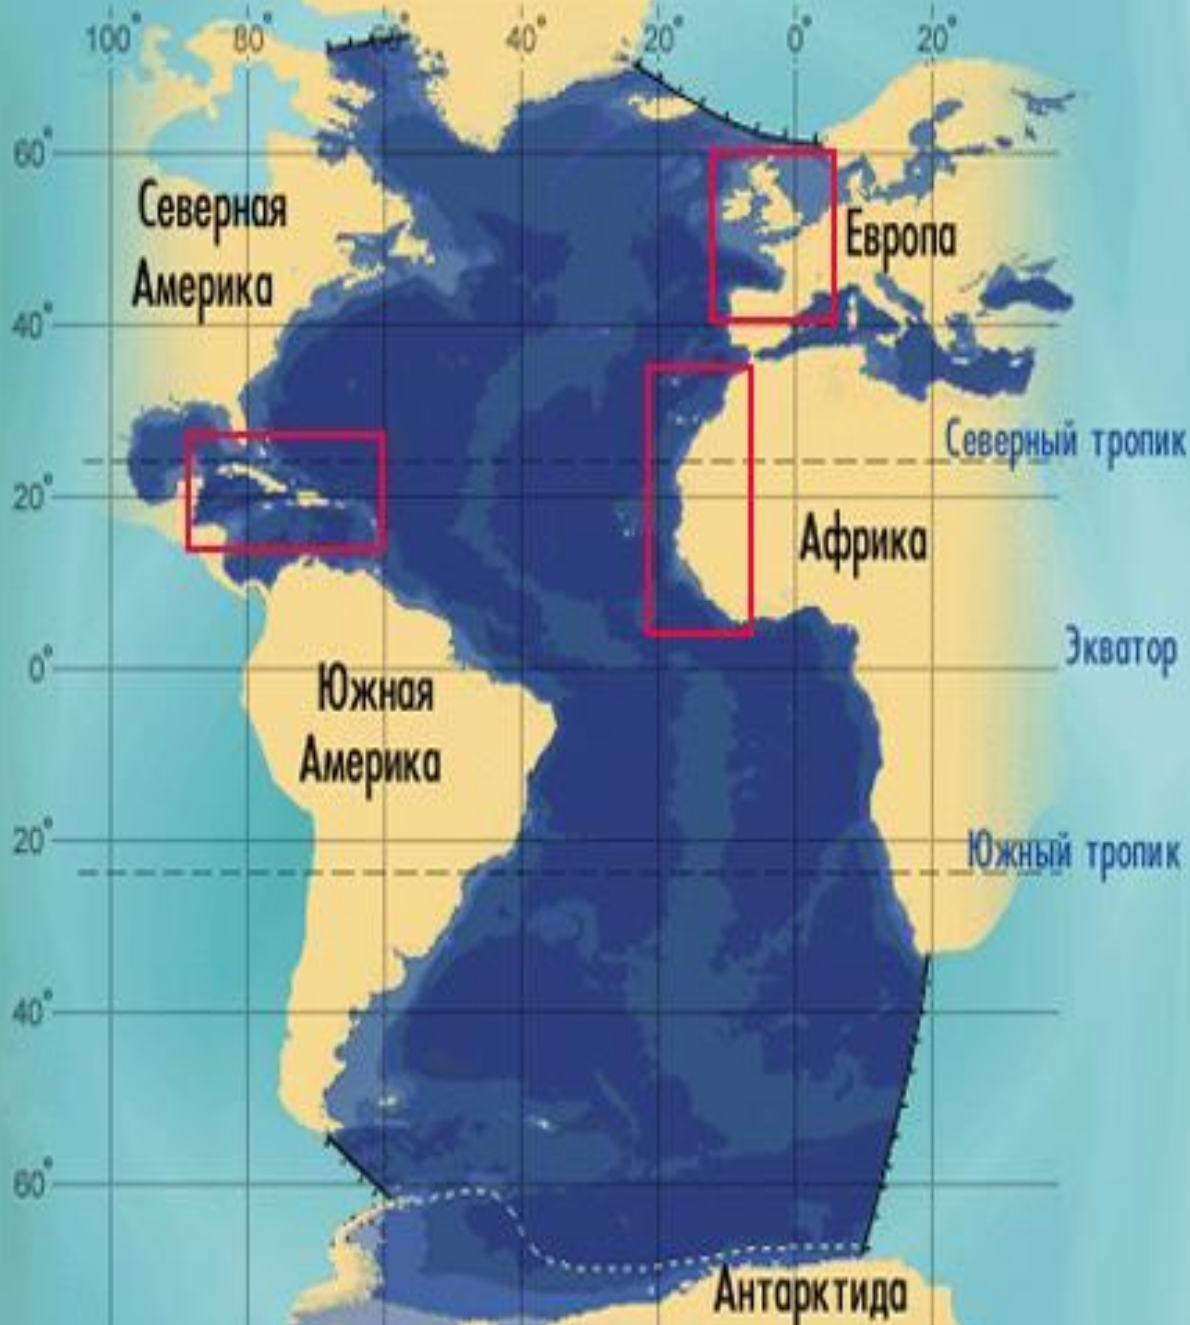 100° 80° 60° 40° 20° 0° 20°
60°
Северная
Америка
Европа
40°
Северный тропик
20°
Африка
Экватор
0°
Южная
Америка
20°
Южный тропик
40°
60°
Антарктида